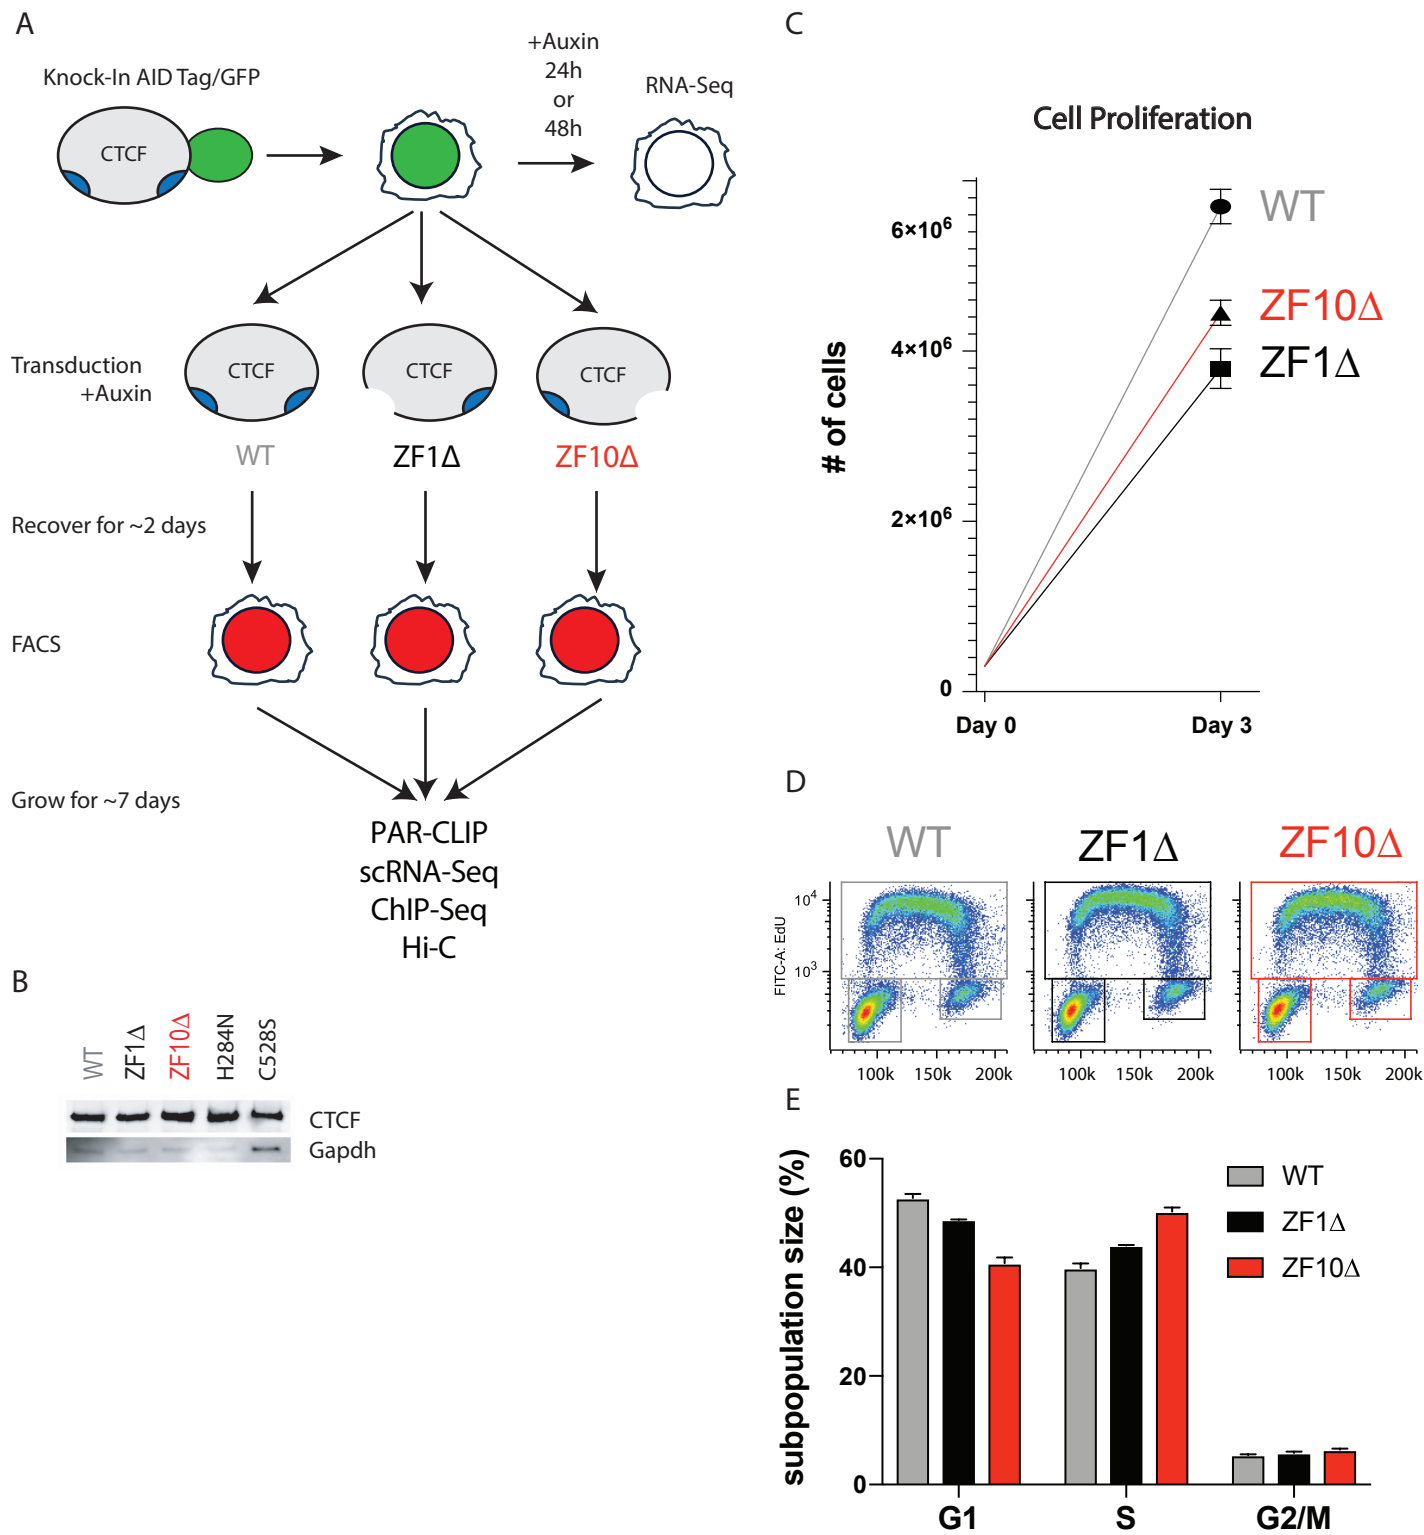 A
Knock-In AID Tag/GFP
CTCF
+Auxin
24h
or
48h
RNA-Seq
Transduction
+Auxin
CTCF
CTCF
CTCF
WT
ZF1Δ
ZF10Δ
Recover for ~2 days
FACS
Grow for ~7 days
PAR-CLIP
scRNA-Seq
ChIP-Seq
Hi-C
B
WT
ZF1Δ
ZF10Δ
H284N
C528S
CTCF
Gapdh
C
Cell Proliferation
# of cells
6×10⁶
4×10⁶
2×10⁶
0
Day 0
Day 3
WT
ZF10Δ
ZF1Δ
D
WT
ZF1Δ
ZF10Δ
FITC-A: EdU
10⁴
10³
100k 150k 200k
100k 150k 200k
100k 150k 200k
E
subpopulation size (%)
60
40
20
0
G1
S
G2/M
WT
ZF1Δ
ZF10Δ